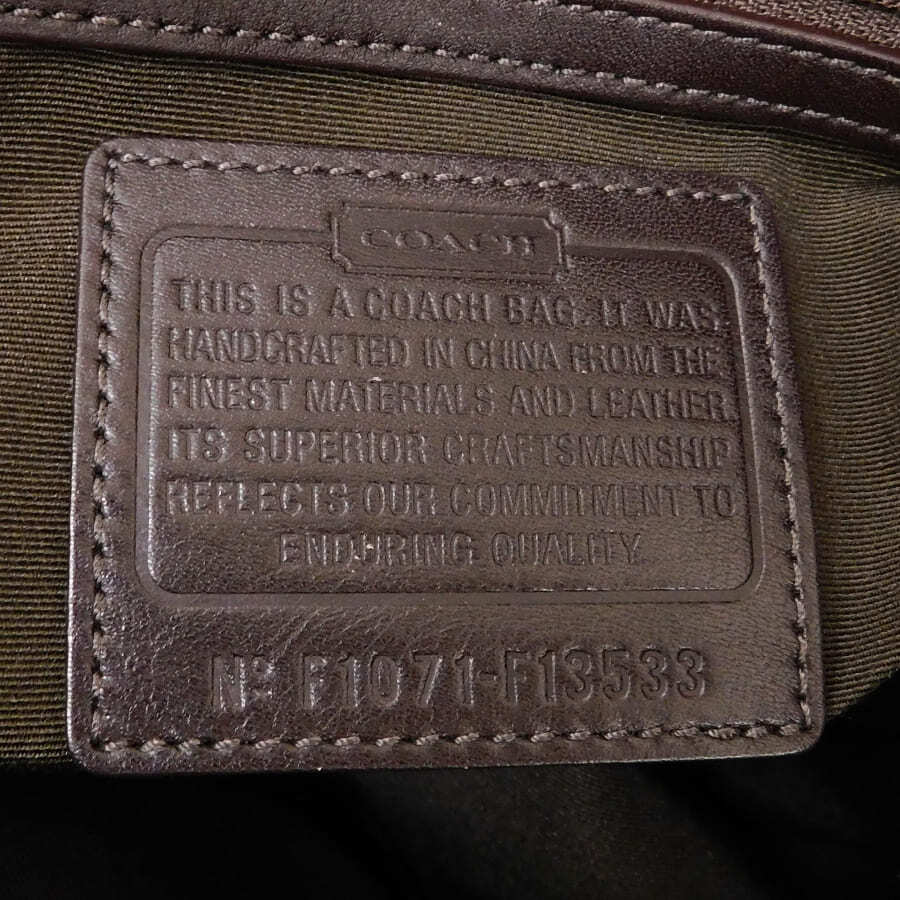 COACH
THIS IS A COACH BAG. IT WAS
HANDCRAFTED IN CHINA FROM THE
FINEST MATERIALS AND LEATHER.
ITS SUPERIOR CRAFTSMANSHIP
REFLECTS OUR COMMITMENT TO
ENDURING QUALITY.
Nº F1071-F13533